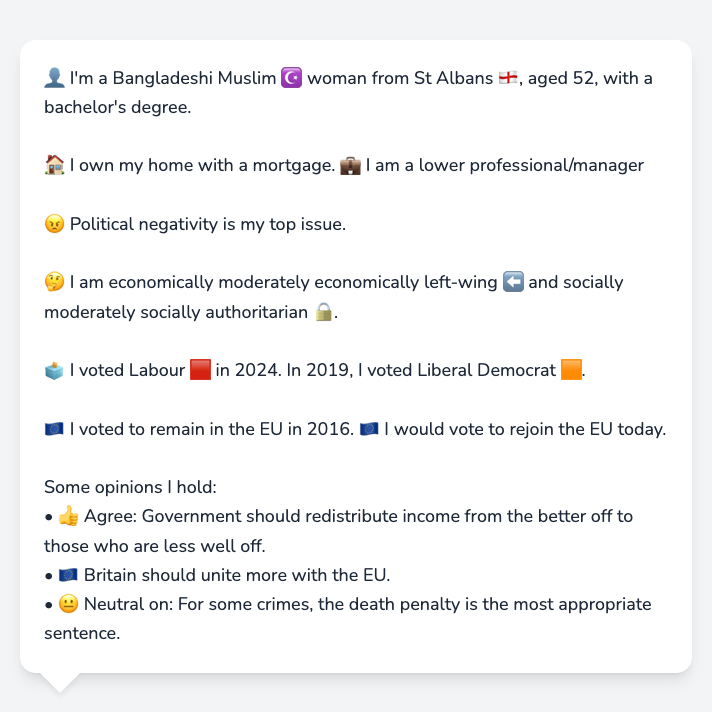 👤 I'm a Bangladeshi Muslim ☪️ woman from St Albans 🏴󠁧󠁢󠁥󠁮󠁧󠁿, aged 52, with a
bachelor's degree.
🏠 I own my home with a mortgage. 💼 I am a lower professional/manager
😠 Political negativity is my top issue.
🤔 I am economically moderately economically left-wing ⬅️ and socially
moderately socially authoritarian 🔒.
🗳️ I voted Labour 🟥 in 2024. In 2019, I voted Liberal Democrat 🟧.
🇪🇺 I voted to remain in the EU in 2016. 🇪🇺 I would vote to rejoin the EU today.
Some opinions I hold:
• 👍 Agree: Government should redistribute income from the better off to
those who are less well off.
• 🇪🇺 Britain should unite more with the EU.
• 😐 Neutral on: For some crimes, the death penalty is the most appropriate
sentence.